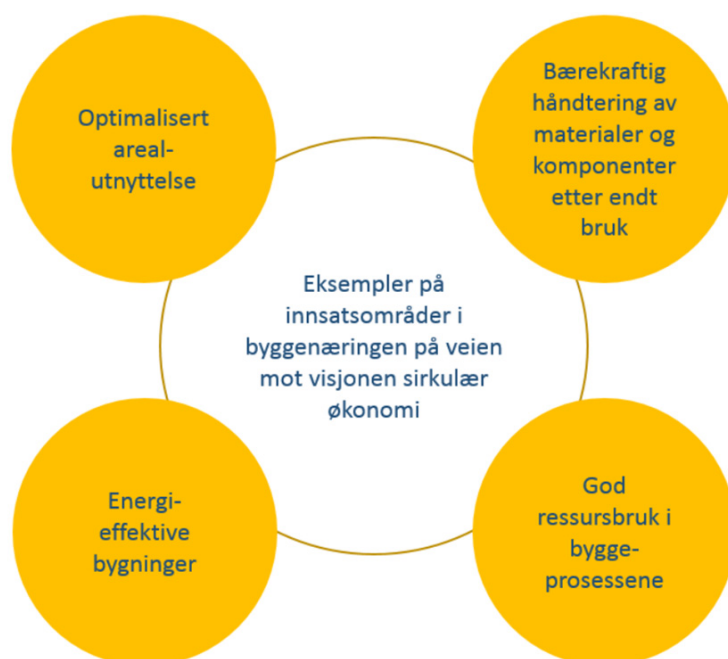 Optimalisert
areal-
utnyttelse
Bærekraftig
håndtering av
materialer og
komponenter
etter endt
bruk
Eksempler på
innsatsområder i
byggenæringen på veien
mot visjonen sirkulær
økonomi
Energi-
effektive
bygninger
God
ressursbruk i
bygge-
prosessene